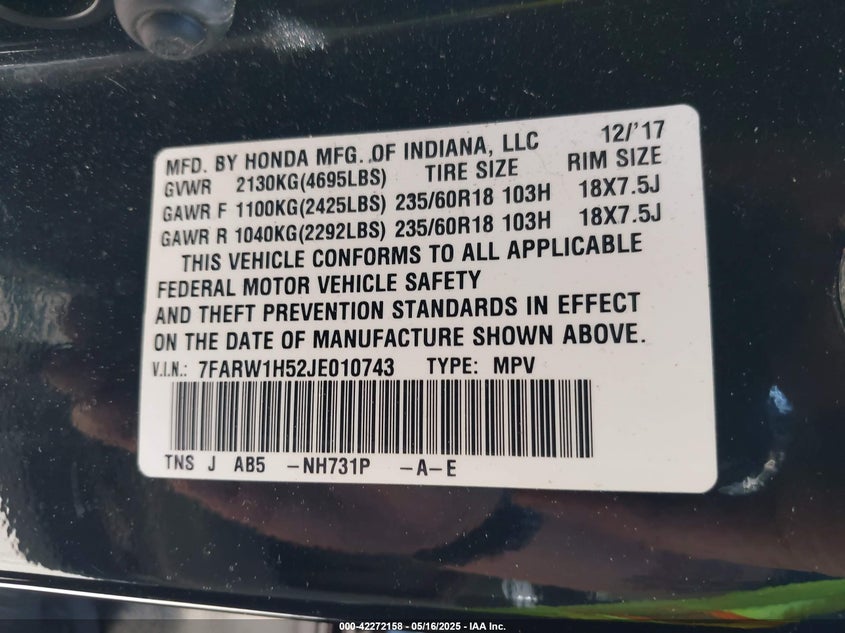 MFD. BY HONDA MFG. OF INDIANA, LLC 12/'17
GVWR 2130KG(4695LBS) TIRE SIZE RIM SIZE
GAWR F 1100KG(2425LBS) 235/60R18 103H 18X7.5J
GAWR R 1040KG(2292LBS) 235/60R18 103H 18X7.5J
THIS VEHICLE CONFORMS TO ALL APPLICABLE
FEDERAL MOTOR VEHICLE SAFETY
AND THEFT PREVENTION STANDARDS IN EFFECT
ON THE DATE OF MANUFACTURE SHOWN ABOVE.
V.I.N.: 7FARW1H52JE010743 TYPE: MPV
TNS J AB5 -NH731P -A-E
000-42272158 - 05/16/2025 - IAA Inc.